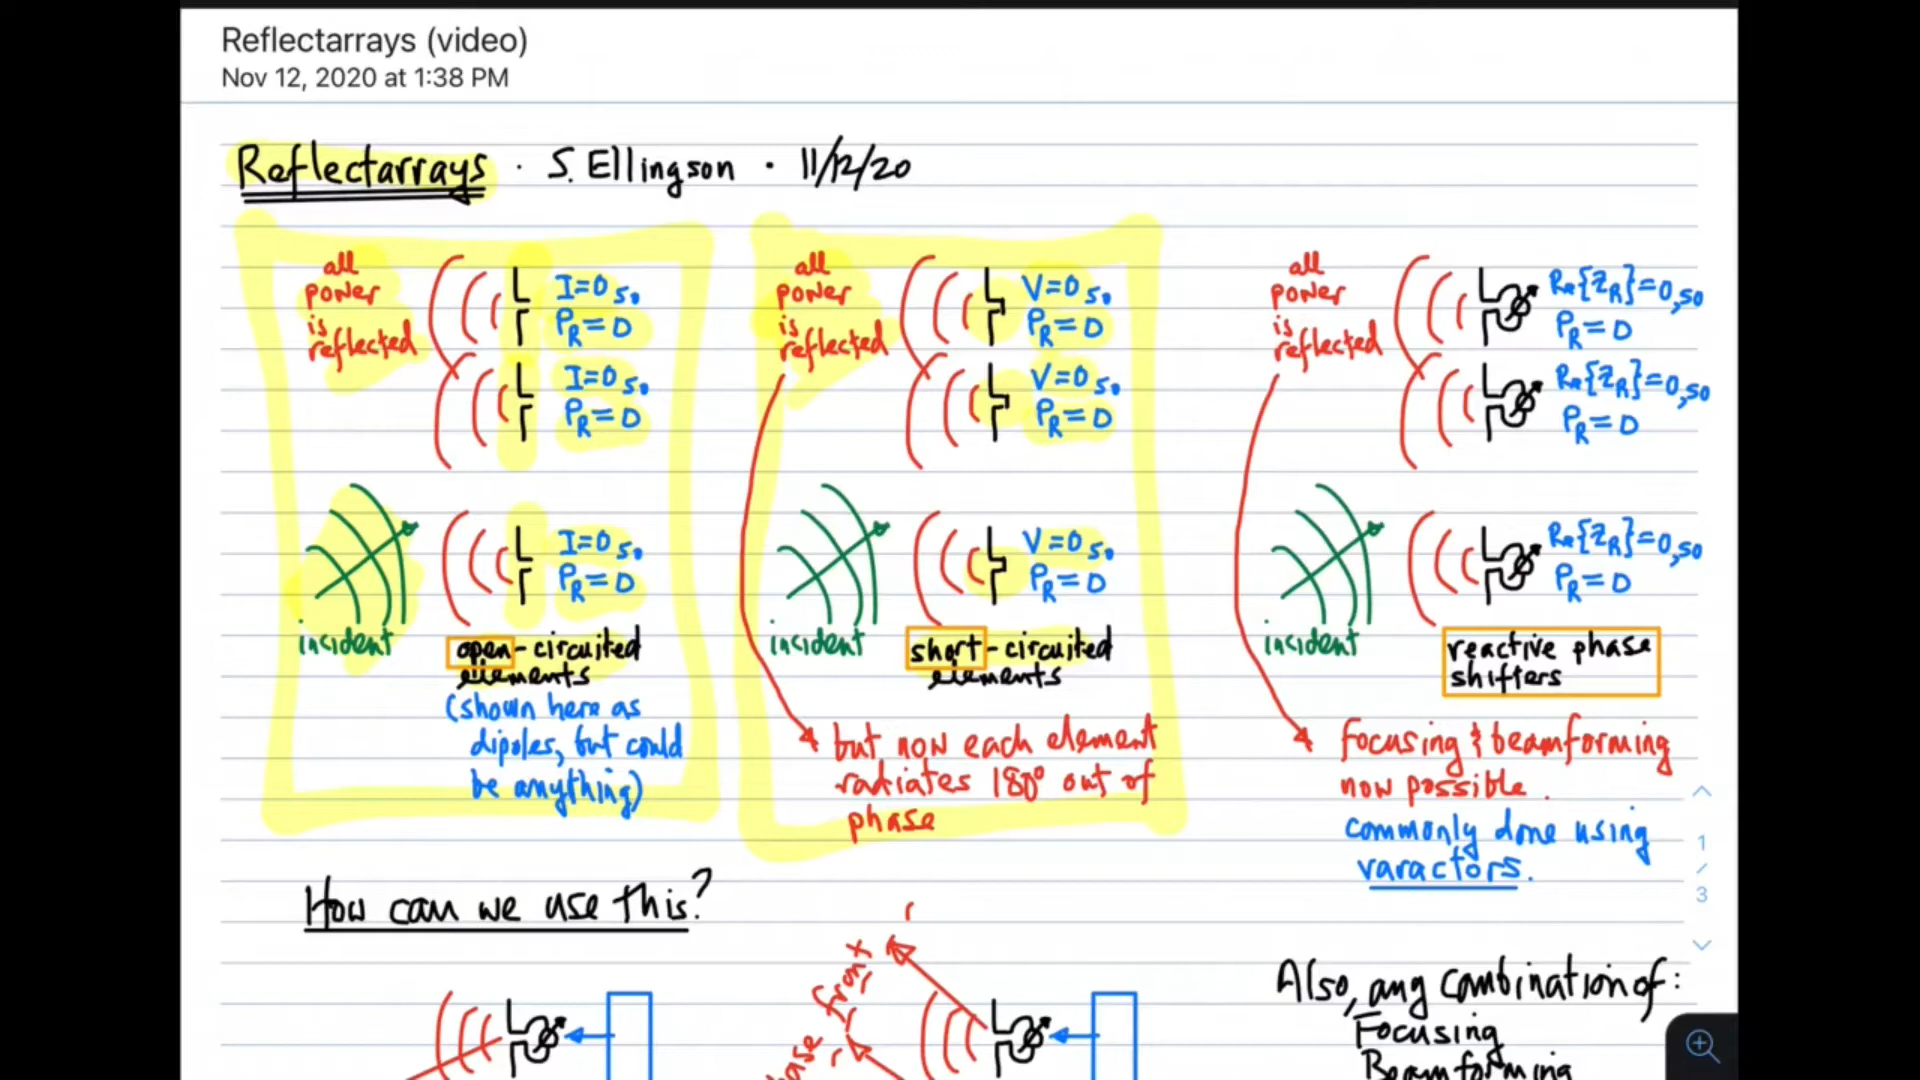 Reflectarrays (video)
Nov 12, 2020 at 1:38 PM
Reflectarrays · S. Ellingson · 11/12/20
all
power
is
reflected
I=0 so
PR=0
I=0 so
PR=0
I=0 so
PR=0
incident
open-circuited
elements
(shown here as
dipoles, but could
be anything)
all
power
is
reflected
V=0 so
PR=0
V=0 so
PR=0
V=0 so
PR=0
incident
short-circuited
elements
but now each element
radiates 180° out of
phase
all
power
is
reflected
Re{ZR}=0, so
PR=0
Re{ZR}=0, so
PR=0
Re{ZR}=0, so
PR=0
incident
reactive phase
shifters
focusing & beamforming
now possible.
commonly done using
varactors.
1
/
3
How can we use this?
front
Also, any combination of:
Focusing
Beamforming